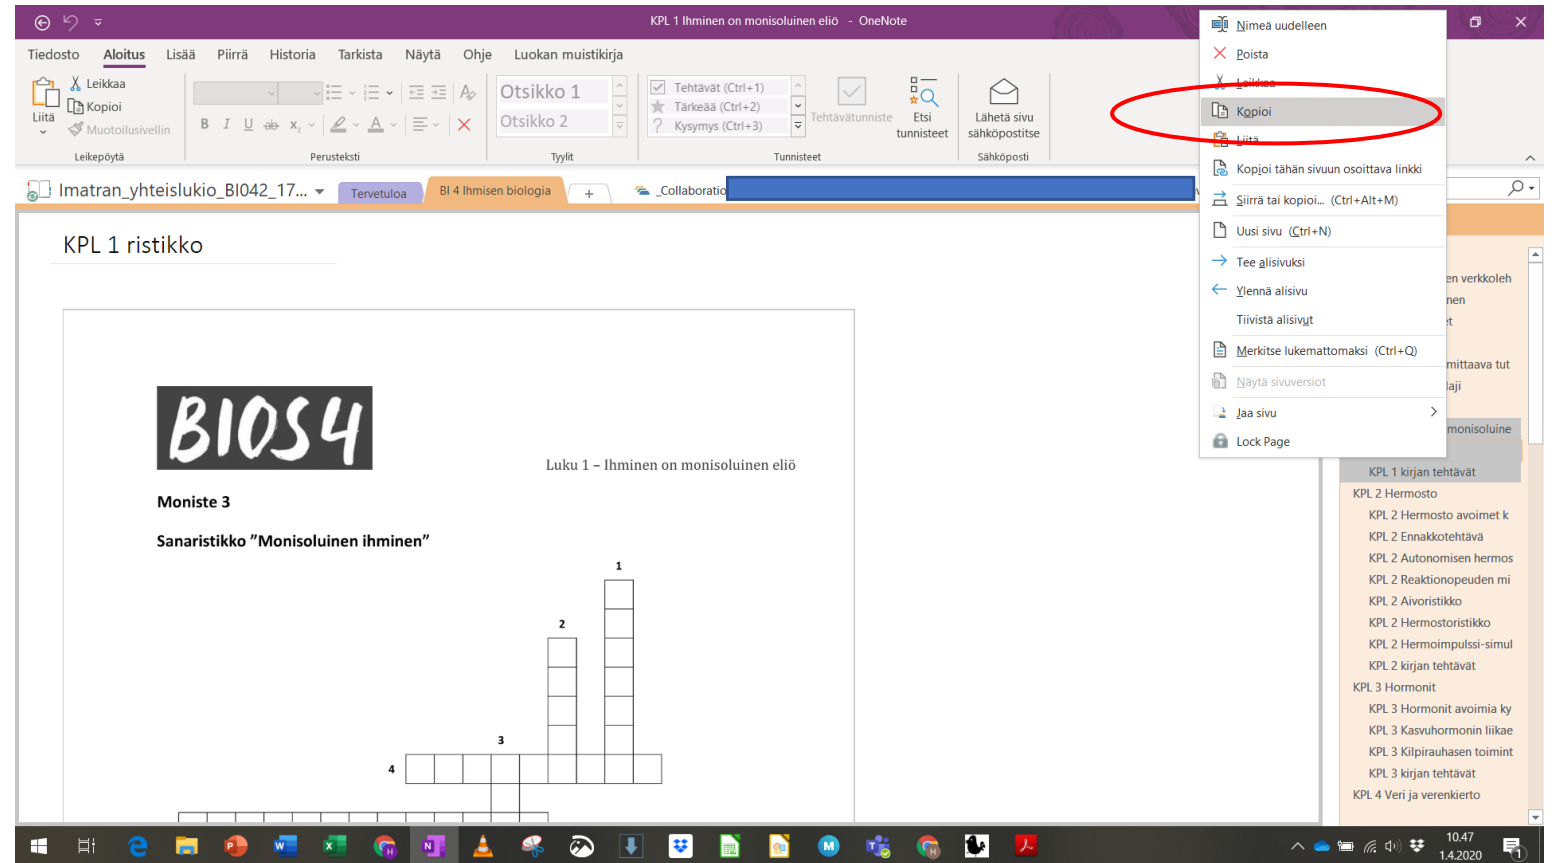 KPL 1 Ihminen on monisoluinen eliö - OneNote
Tiedosto Aloitus Lisää Piirrä Historia Tarkista Näytä Ohje Luokan muistikirja
Liitä
Leikkaa
Kopioi
Muotoilusivellin
Leikepöytä
B I U ab x₂ A
Perusteksti
Otsikko 1
Otsikko 2
Tyylit
Tehtävät (Ctrl+1)
Tärkeää (Ctrl+2)
? Kysymys (Ctrl+3)
Tehtävätunniste
Etsi
tunnisteet
Tunnisteet
Lähetä sivu
sähköpostitse
Sähköposti
Imatran_yhteislukio_BI042_17...
Tervetuloa
BI 4 Ihmisen biologia
+
_Collaboratio
Nimeä uudelleen
Poista
Leikkaa
Kopioi
Liitä
Kopioi tähän sivuun osoittava linkki
Siirrä tai kopioi... (Ctrl+Alt+M)
Uusi sivu (Ctrl+N)
Tee alisivuksi
Ylennä alisivu
Tiivistä alisivut
Merkitse lukemattomaksi (Ctrl+Q)
Näytä sivuversiot
Jaa sivu
Lock Page
en verkkoleh
nen
et
mittaava tut
laji
monisoluine
KPL 1 kirjan tehtävät
KPL 2 Hermosto
KPL 2 Hermosto avoimet k
KPL 2 Ennakkotehtävä
KPL 2 Autonomisen hermos
KPL 2 Reaktionopeuden mi
KPL 2 Aivoristikko
KPL 2 Hermostoristikko
KPL 2 Hermoimpulssi-simul
KPL 2 kirjan tehtävät
KPL 3 Hormonit
KPL 3 Hormonit avoimia ky
KPL 3 Kasvuhormonin liikae
KPL 3 Kilpirauhasen toimint
KPL 3 kirjan tehtävät
KPL 4 Veri ja verenkierto
KPL 1 ristikko
BIOS4
Luku 1 – Ihminen on monisoluinen eliö
Moniste 3
Sanaristikko ”Monisoluinen ihminen”
1
2
3
4
10.47
1.4.2020